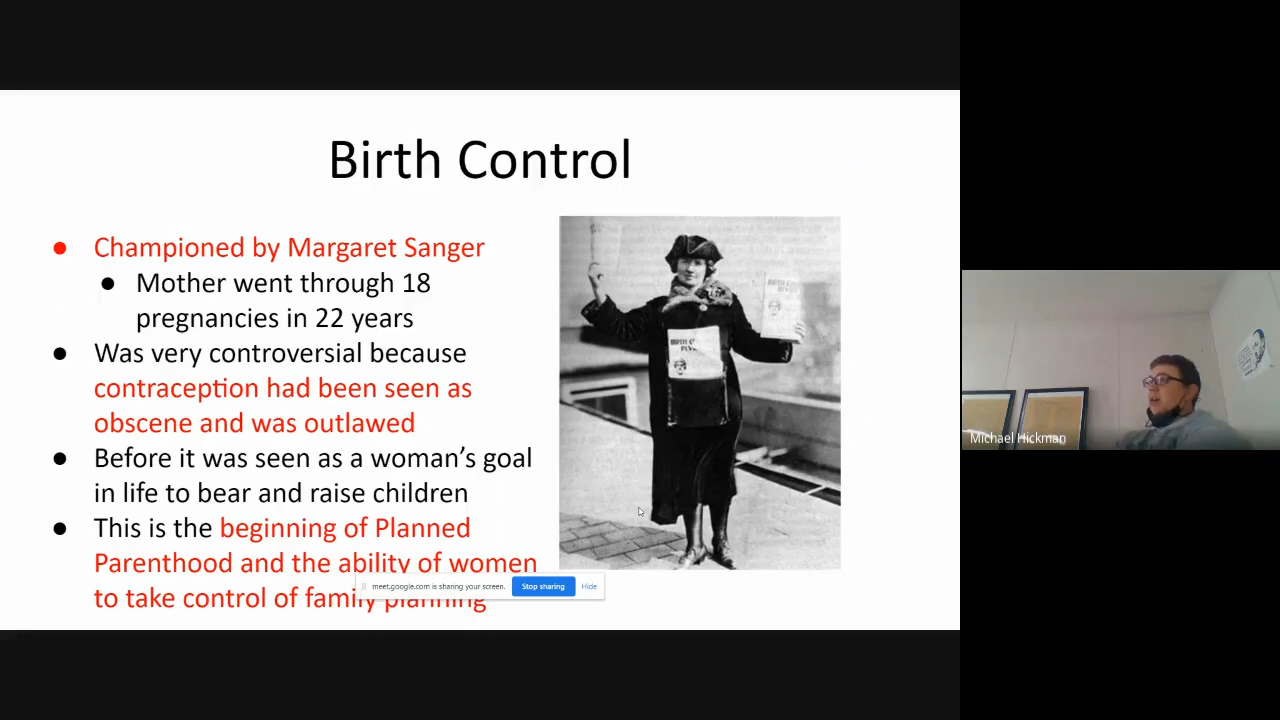 Birth Control
● Championed by Margaret Sanger
● Mother went through 18
pregnancies in 22 years
● Was very controversial because
contraception had been seen as
obscene and was outlawed
● Before it was seen as a woman’s goal
in life to bear and raise children
● This is the beginning of Planned
Parenthood and the ability of women
to take control of family planning
meet.google.com is sharing your screen.
Stop sharing
Hide
BIRTH
Michael Hickman